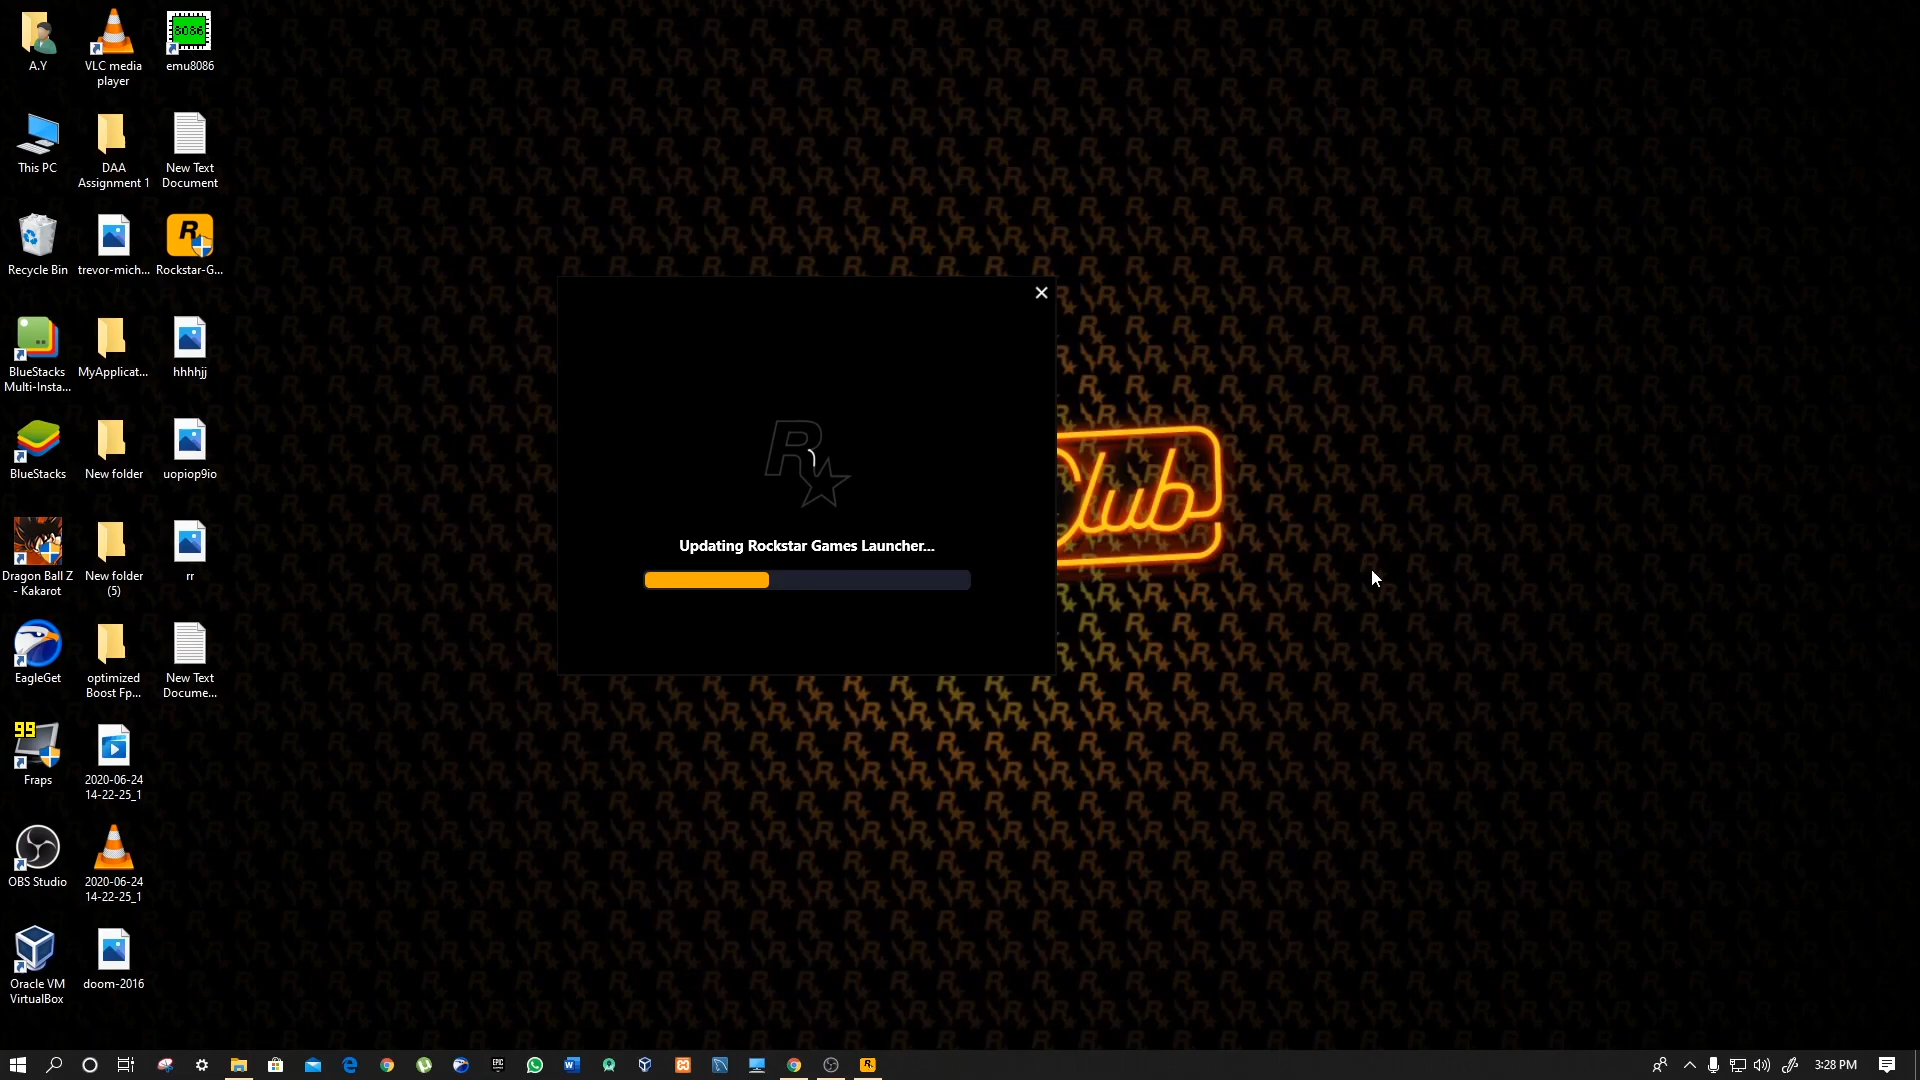 A.Y
VLC media
player
emu8086
8086
This PC
DAA
Assignment 1
New Text
Document
Recycle Bin
trevor-mich...
Rockstar-G...
BlueStacks
Multi-Insta...
MyApplicat...
hhhhjj
BlueStacks
New folder
uopiop9io
Dragon Ball Z
- Kakarot
New folder
(5)
rr
EagleGet
optimized
Boost Fp...
New Text
Docume...
99
Fraps
2020-06-24
14-22-25_1
OBS Studio
2020-06-24
14-22-25_1
Oracle VM
VirtualBox
doom-2016
Updating Rockstar Games Launcher...
Club
3:28 PM